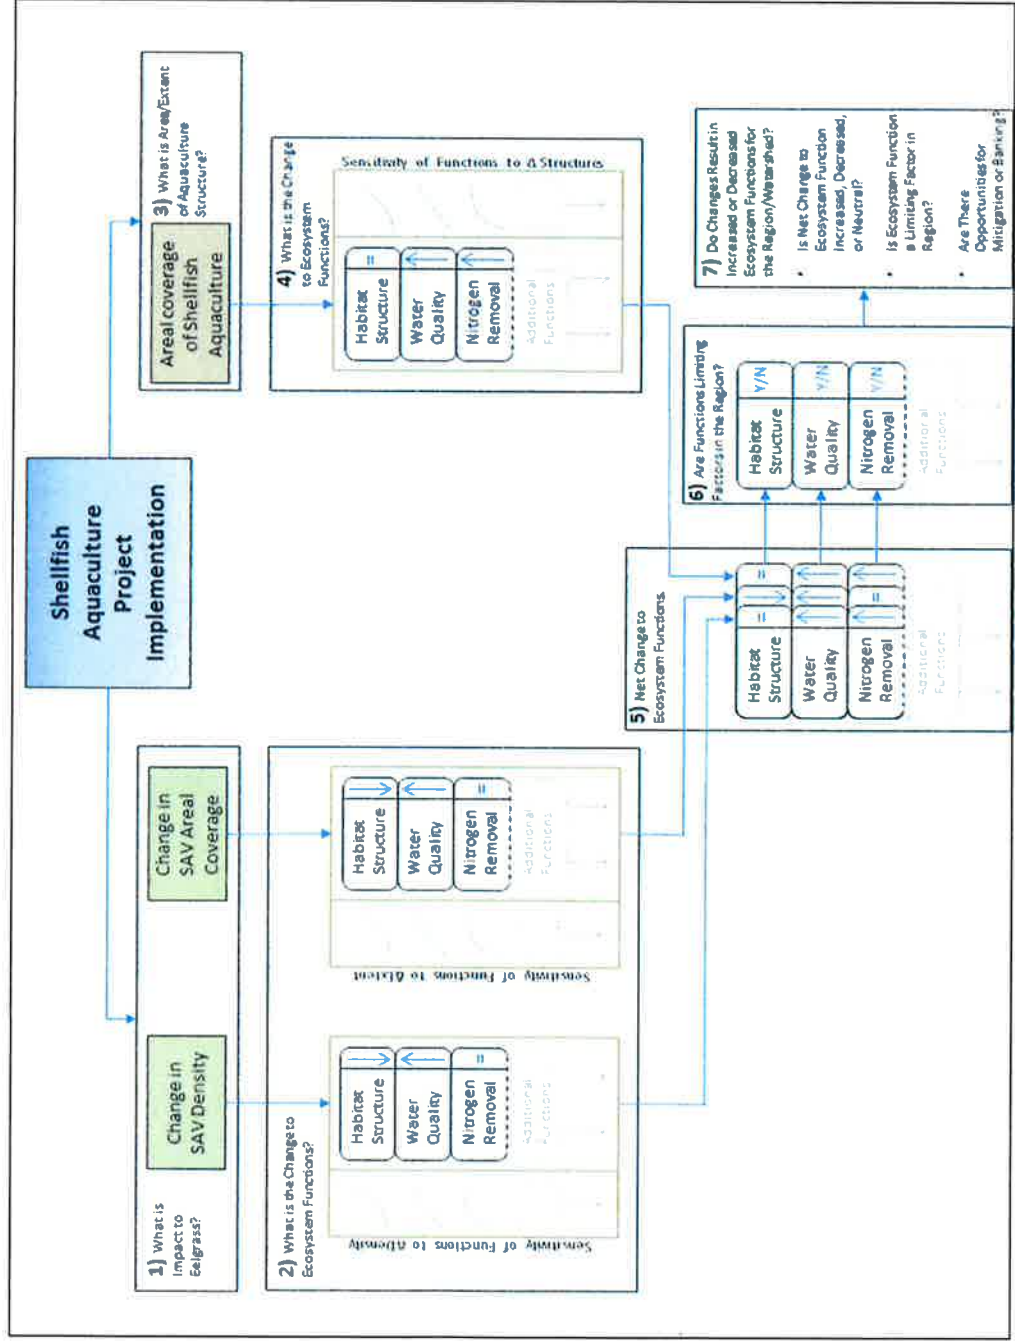 Shellfish
Aquaculture
Project
Implementation
1) What is
Impact to
Eelgrass?
Change in
SAV Density
Change in
SAV Areal
Coverage
3) What is Area/Extent
of Aquaculture
Structure?
Areal coverage
of Shellfish
Aquaculture
2) What is the Change to
Ecosystem Functions?
Sensitivity of Functions to ΔDensity
Habitat
Structure
↓
Water
Quality
↑
Nitrogen
Removal
=
Additional
Functions
Sensitivity of Functions to ΔExtent
Habitat
Structure
↓
Water
Quality
↑
Nitrogen
Removal
=
Additional
Functions
4) What is the Change
to Ecosystem
Functions?
Habitat
Structure
=
Water
Quality
↑
Nitrogen
Removal
↑
Additional
Functions
Sensitivity of Functions to Δ Structures
5) Net Change to
Ecosystem Functions.
Habitat
Structure
= ↓ =
Water
Quality
↑ ↑ ↑
Nitrogen
Removal
↑ = ↑
Additional
Functions
6) Are Functions Limiting
Factors in the Region?
Habitat
Structure
Y/N
Water
Quality
Y/N
Nitrogen
Removal
Y/N
Additional
Functions
7) Do Changes Result in
Increased or Decreased
Ecosystem Functions for
the Region/Watershed?
• Is Net Change to
Ecosystem Function
Increased, Decreased,
or Neutral?
• Is Ecosystem Function
a Limiting Factor in
Region?
• Are There
Opportunities for
Mitigation or Banking?